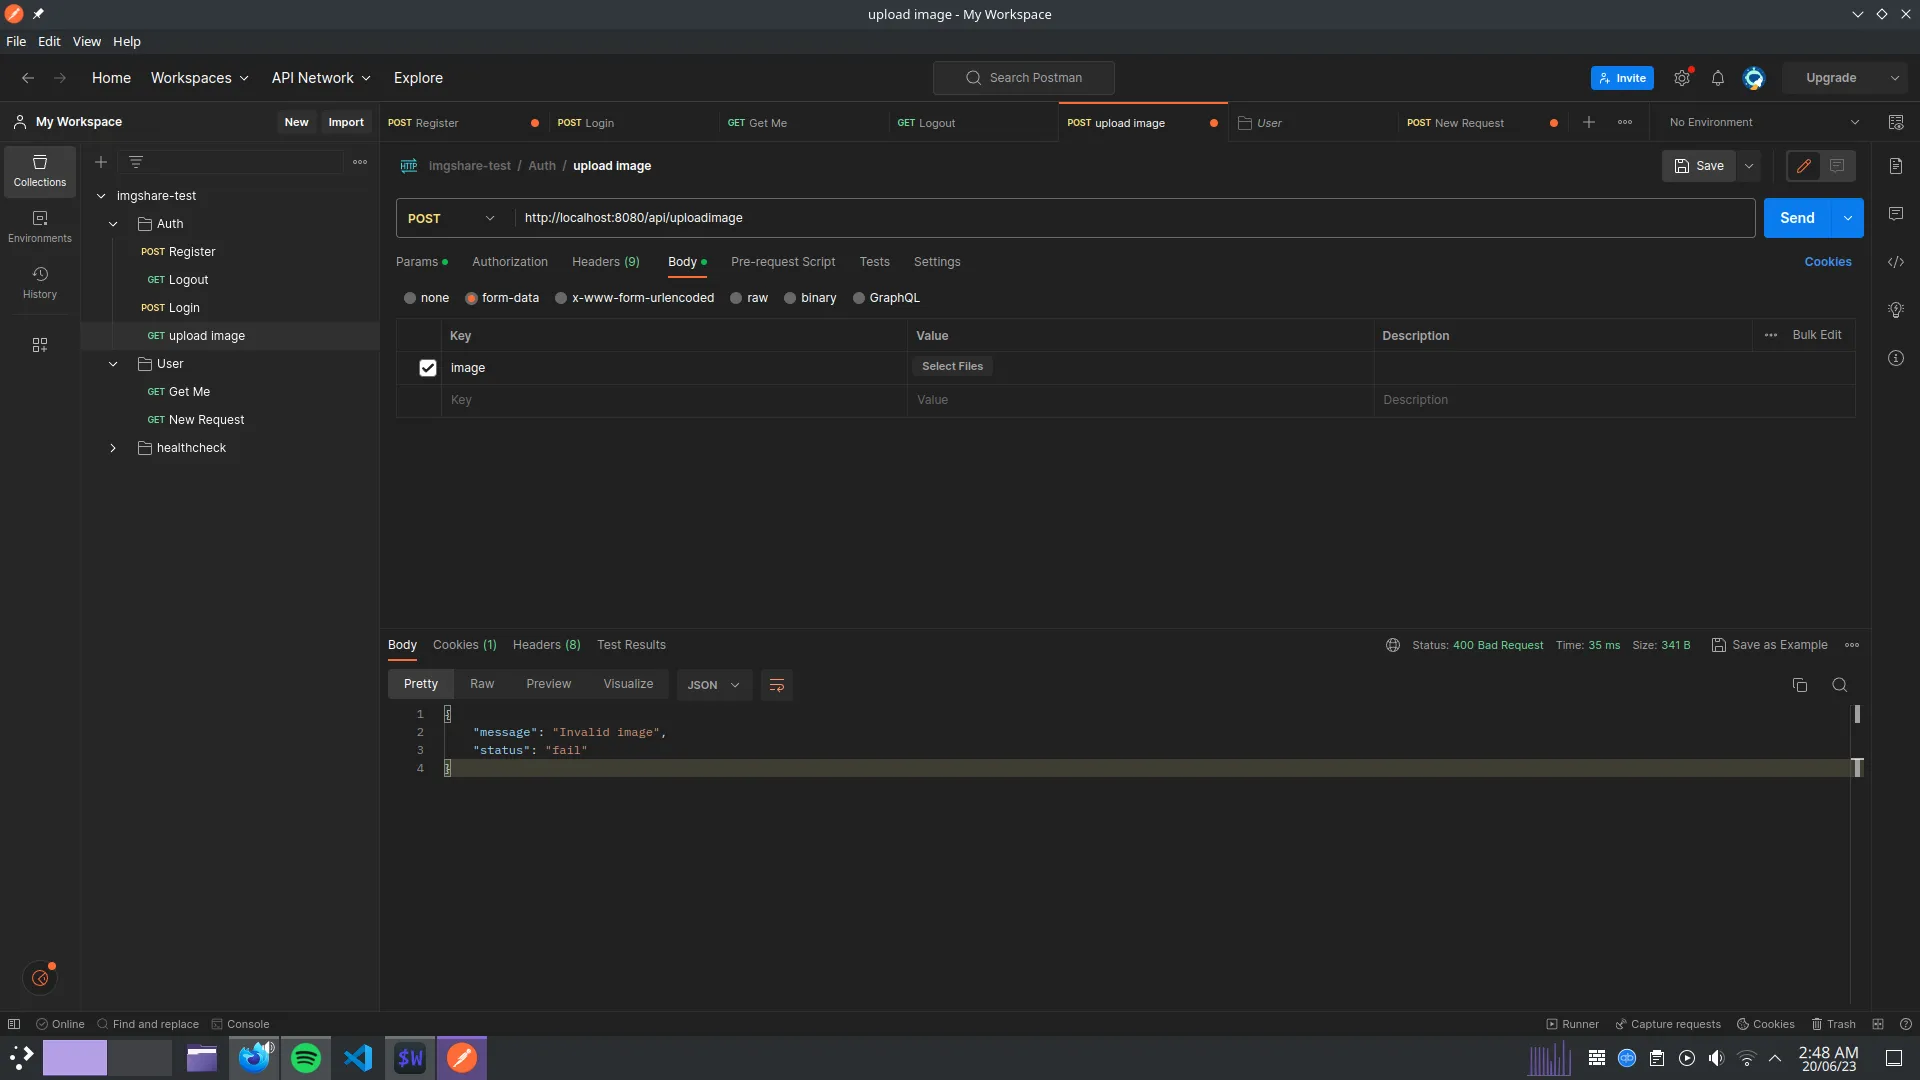 upload image - My Workspace
File Edit View Help
Home Workspaces API Network Explore
Search Postman
Invite
Upgrade
My Workspace
New Import
POST Register
POST Login
GET Get Me
GET Logout
POST upload image
User
POST New Request
No Environment
Collections
Environments
History
imgshare-test
Auth
POST Register
GET Logout
POST Login
GET upload image
User
GET Get Me
GET New Request
healthcheck
HTTP imgshare-test / Auth / upload image
Save
POST http://localhost:8080/api/uploadimage
Send
Params Authorization Headers (9) Body Pre-request Script Tests Settings
Cookies
none form-data x-www-form-urlencoded raw binary GraphQL
Key Value Description Bulk Edit
image Select Files
Key Value Description
Body Cookies (1) Headers (8) Test Results
Status: 400 Bad Request Time: 35 ms Size: 341 B Save as Example
Pretty Raw Preview Visualize JSON
1 {
2 "message": "Invalid image",
3 "status": "fail"
4 }
Online Find and replace Console
Runner Capture requests Cookies Trash
$W
2:48 AM
20/06/23